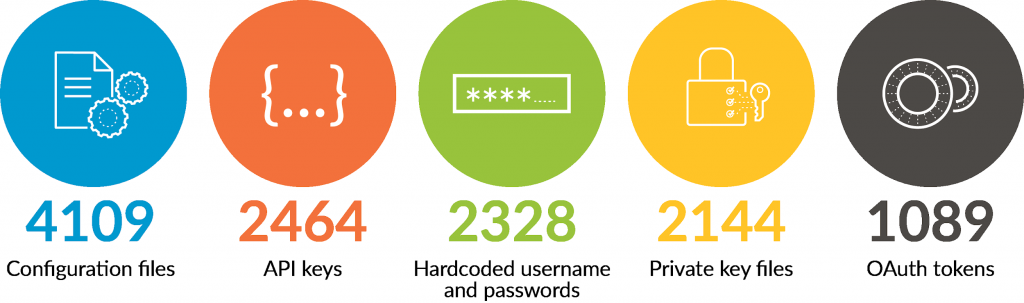 {...}
****.....
4109
2464
2328
2144
1089
Configuration files
API keys
Hardcoded username
and passwords
Private key files
OAuth tokens